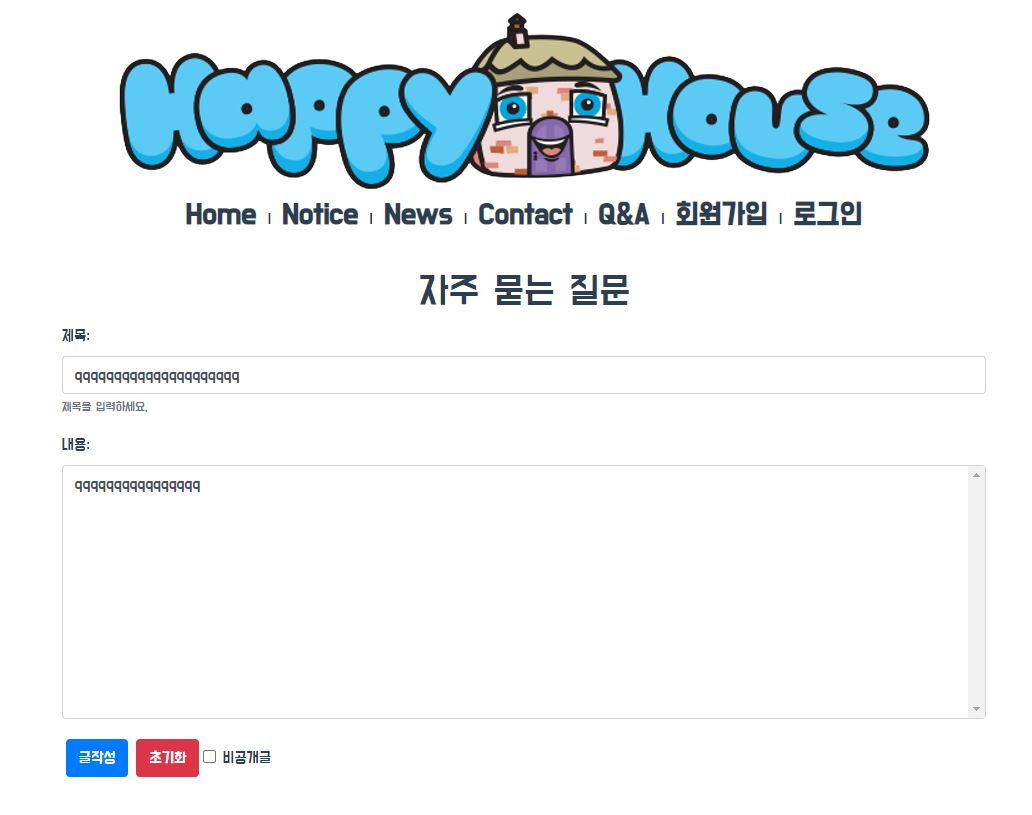 Happy House
Home | Notice | News | Contact | Q&A | 회원가입 | 로그인
자주 묻는 질문
제목:
qqqqqqqqqqqqqqqqqqqqq
제목을 입력하세요.
내용:
qqqqqqqqqqqqqqqq
글작성 초기화 비공개글